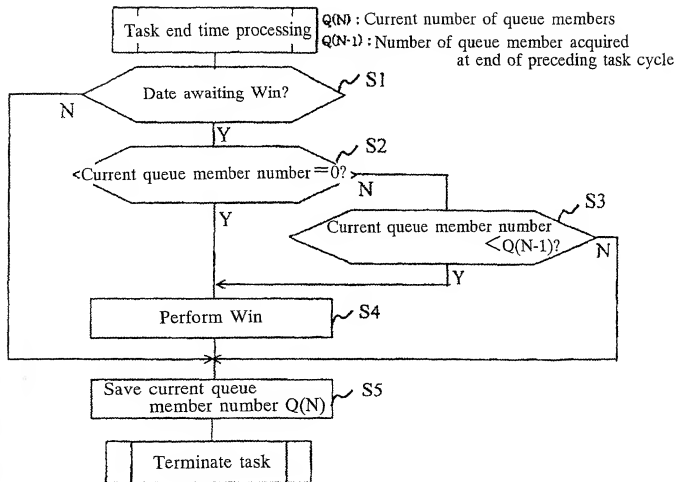 Task end time processing
Q(N) : Current number of queue members
Q(N-1) : Number of queue member acquired
at end of preceding task cycle
Date awaiting Win?
S1
N
Y
S2
<Current queue member number=0?>
N
Y
S3
Current queue member number
<Q(N-1)?
N
Y
Perform Win
S4
Save current queue
member number Q(N)
S5
Terminate task